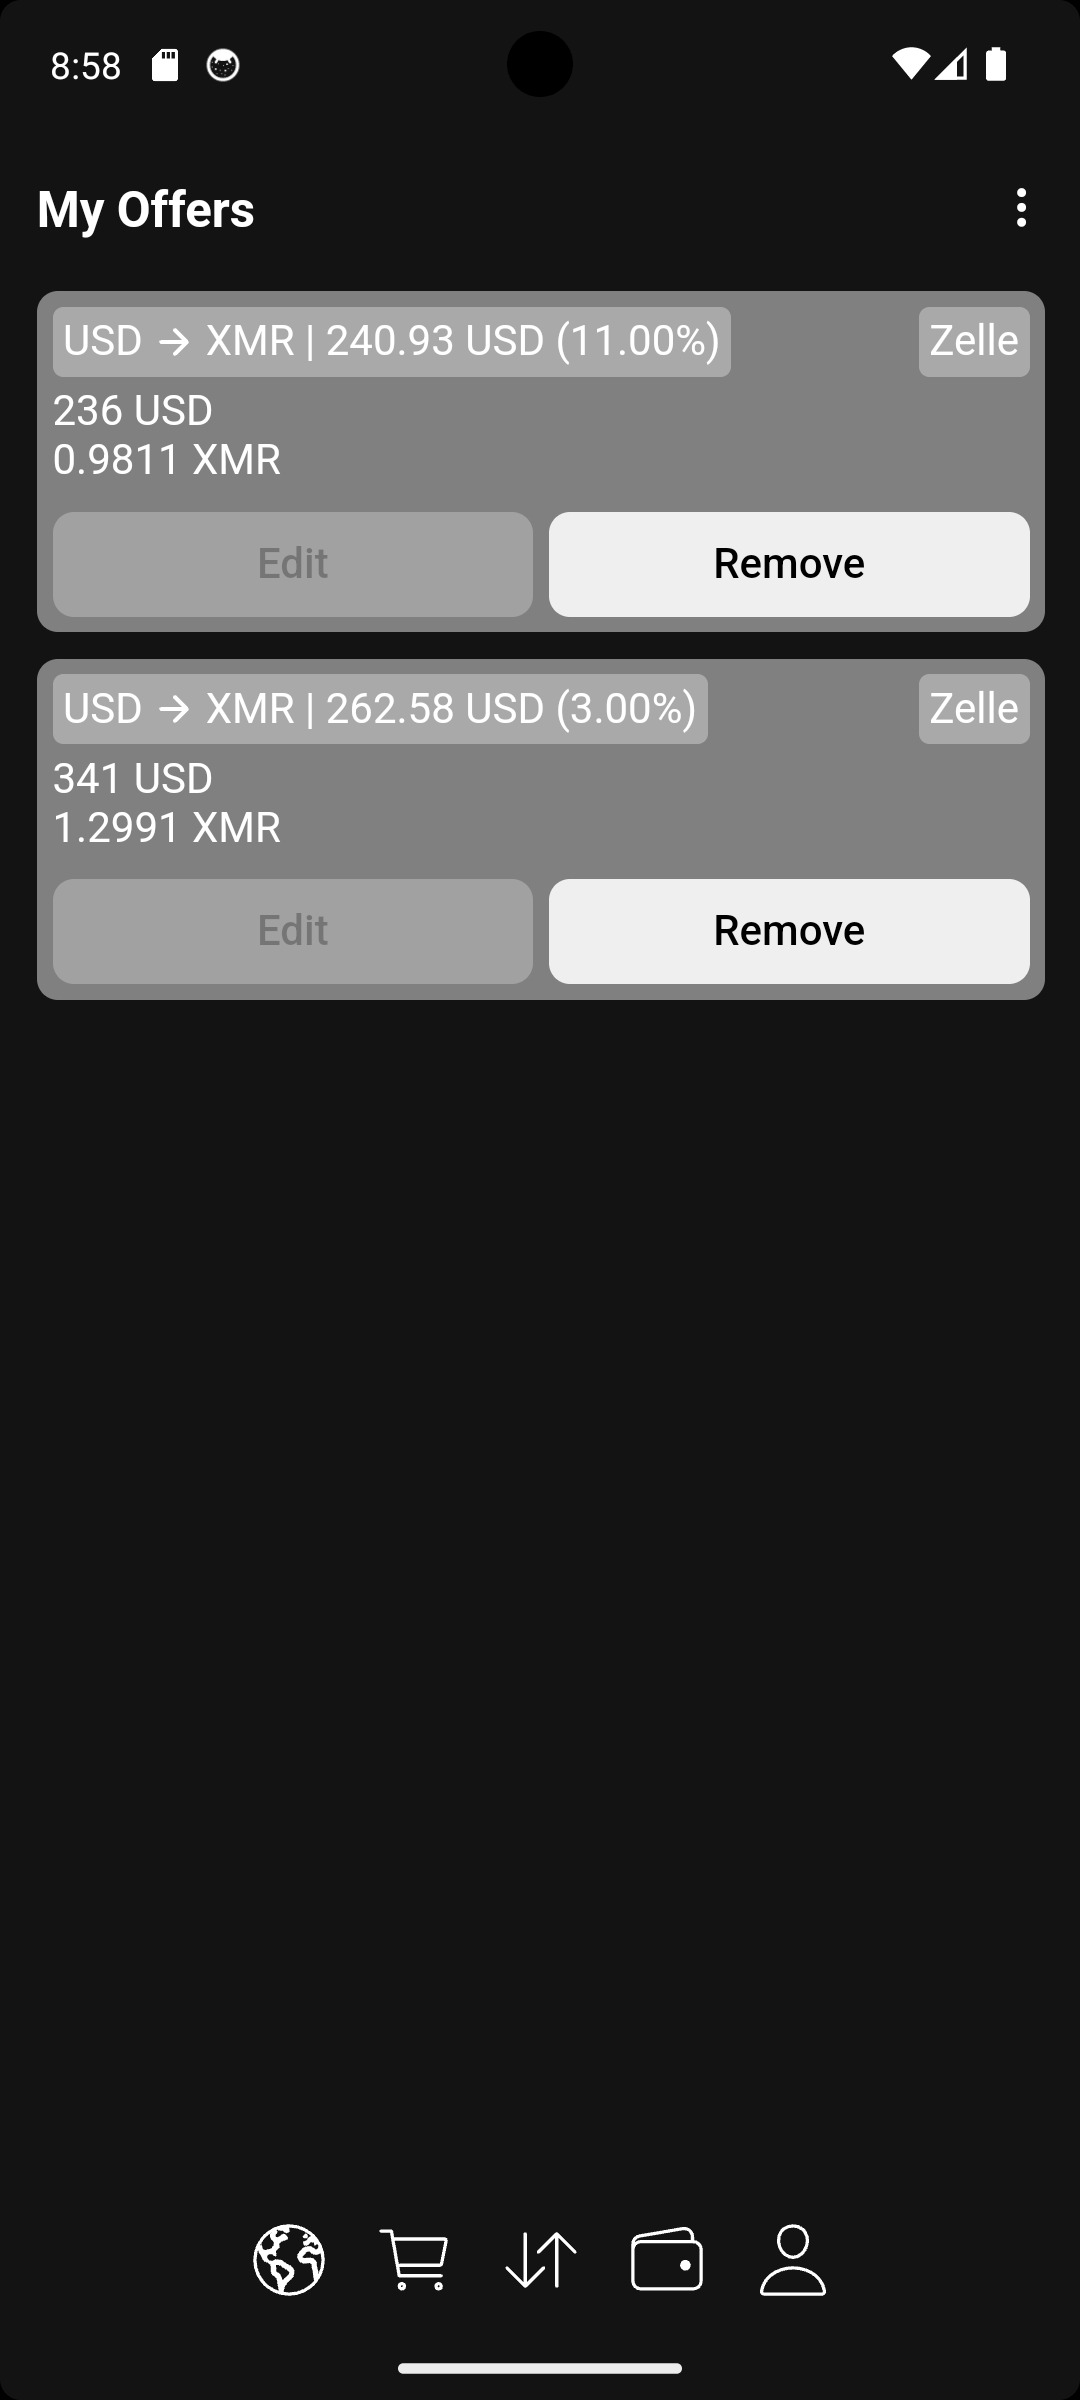 8:58
My Offers
USD → XMR | 240.93 USD (11.00%)
Zelle
236 USD
0.9811 XMR
Edit
Remove
USD → XMR | 262.58 USD (3.00%)
Zelle
341 USD
1.2991 XMR
Edit
Remove